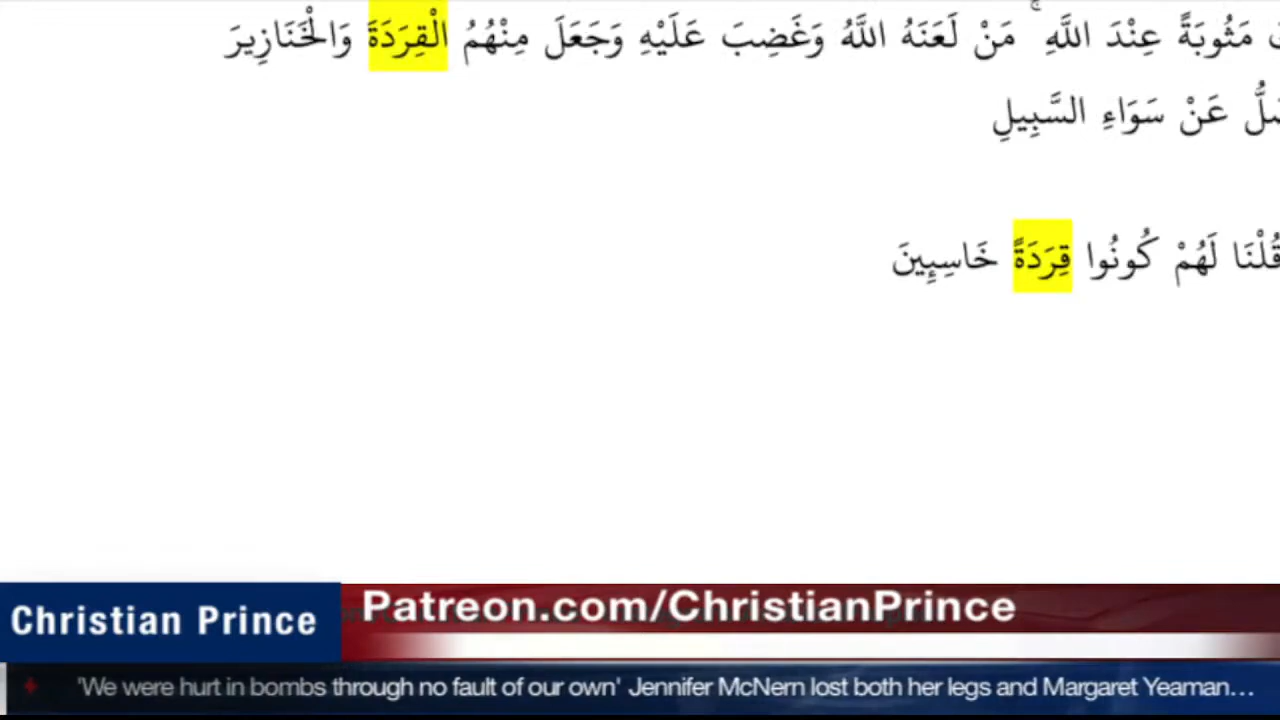 مَثُوبَةً عِنْدَ اللَّهِ ۚ مَنْ لَعَنَهُ اللَّهُ وَغَضِبَ عَلَيْهِ وَجَعَلَ مِنْهُمُ الْقِرَدَةَ وَالْخَنَازِيرَ
عَنْ سَوَاءِ السَّبِيلِ
قُلْنَا لَهُمْ كُونُوا قِرَدَةً خَاسِئِينَ
Christian Prince
Patreon.com/ChristianPrince
'We were hurt in bombs through no fault of our own' Jennifer McNern lost both her legs and Margaret Yeaman...